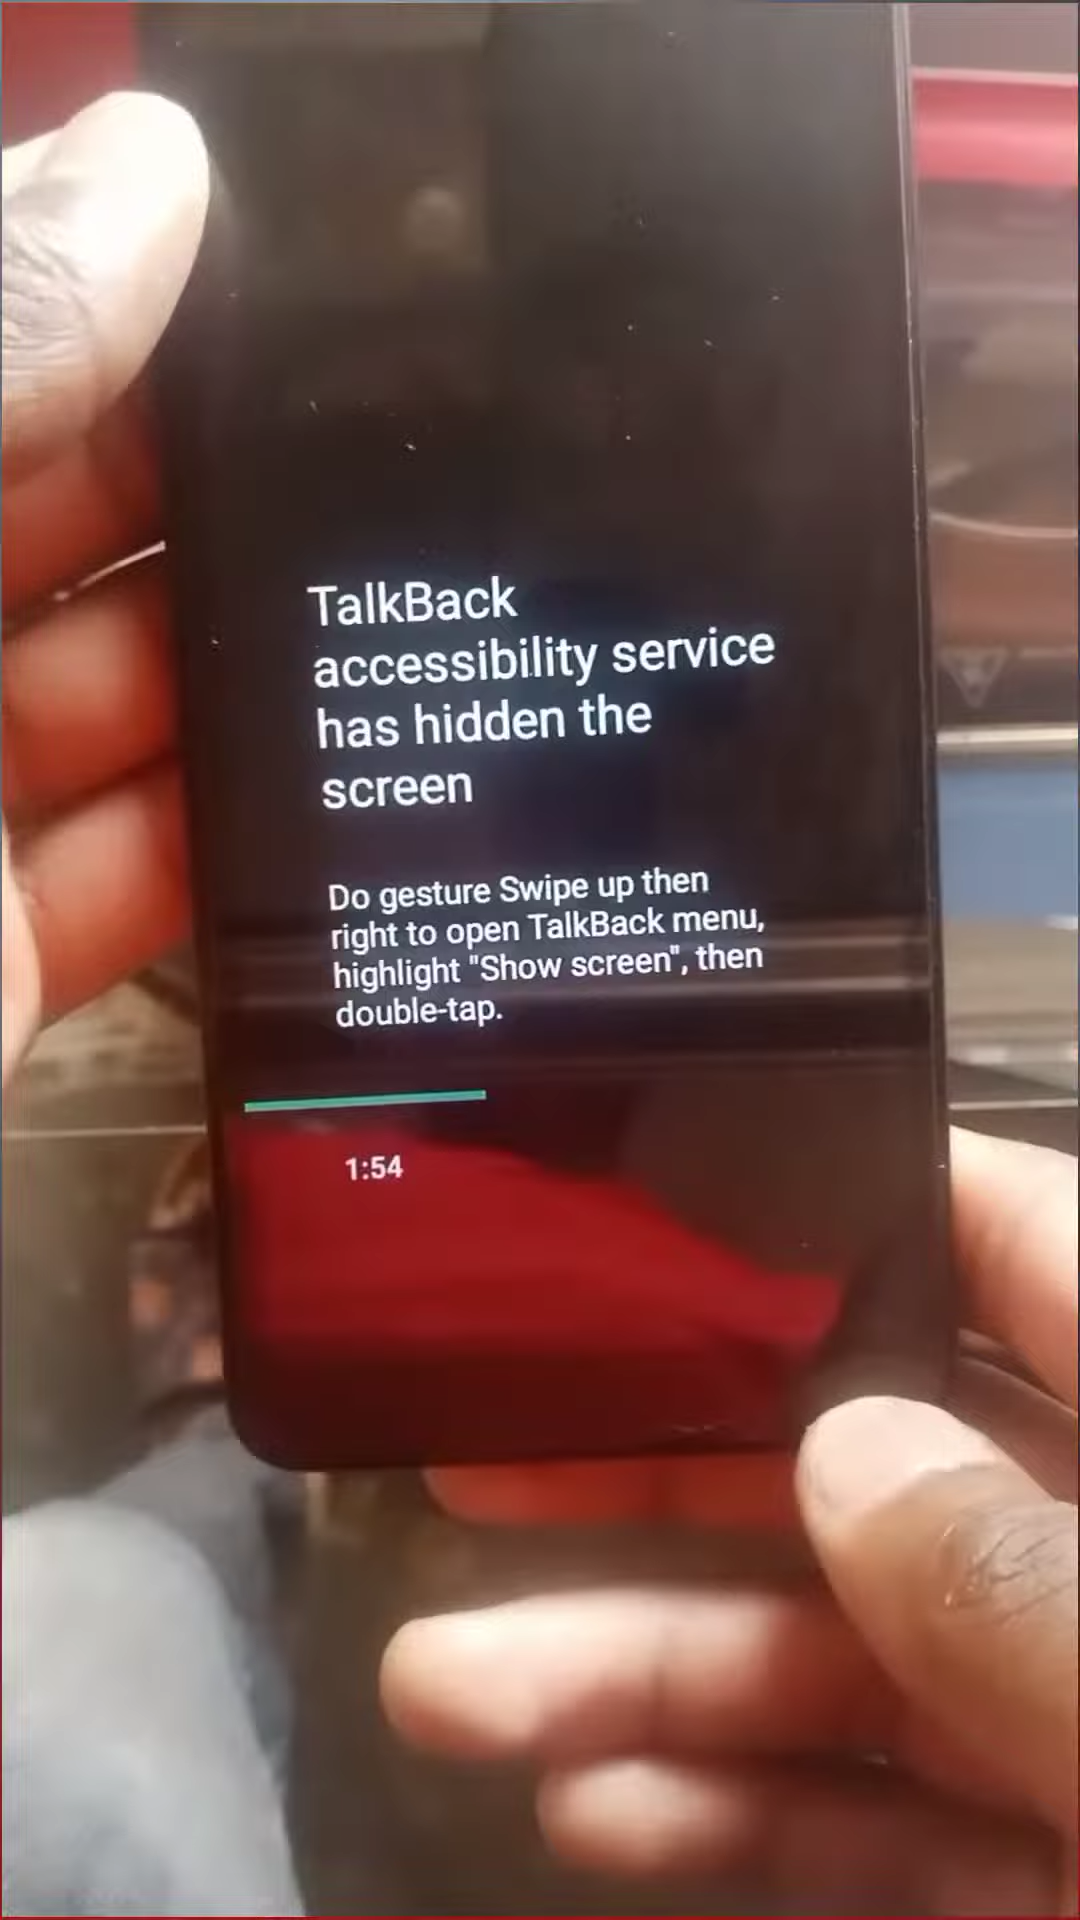 TalkBack
accessibility service
has hidden the
screen
Do gesture Swipe up then
right to open TalkBack menu,
highlight "Show screen", then
double-tap.
1:54